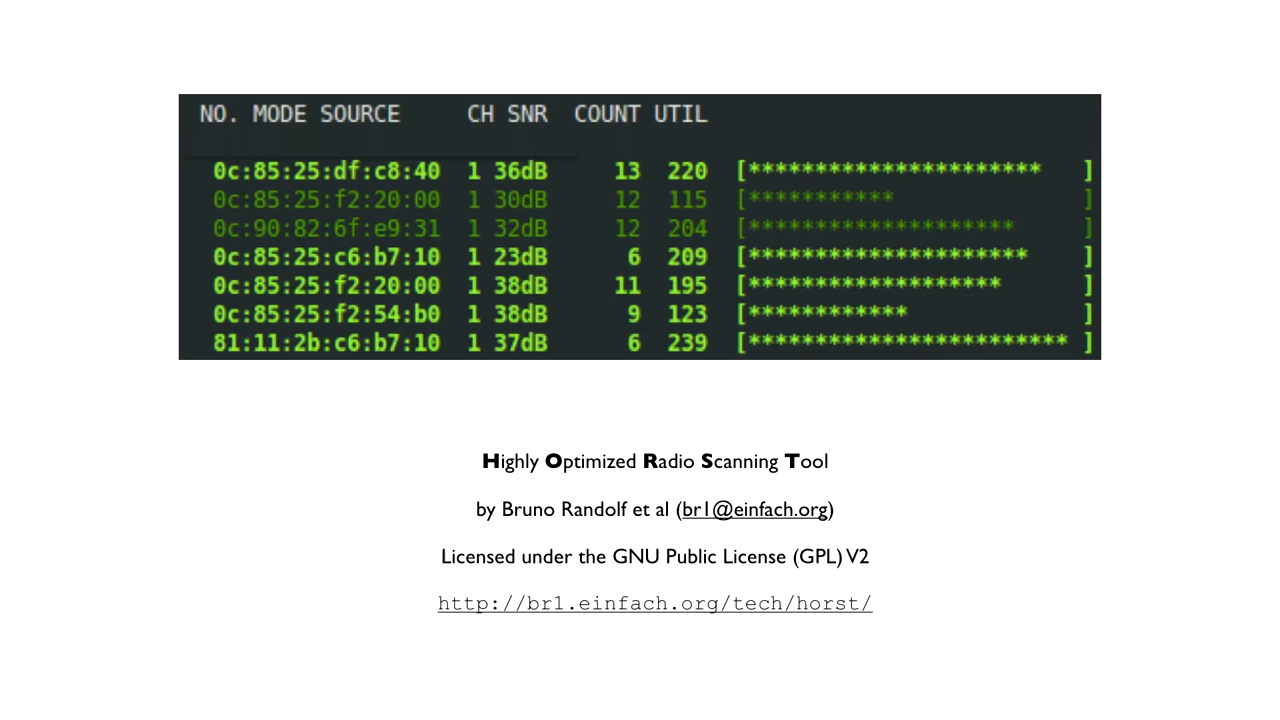 NO. MODE SOURCE CH SNR COUNT UTIL
0c:85:25:df:c8:40 1 36dB 13 220 [********************** ]
0c:85:25:f2:20:00 1 30dB 12 115 [*********** ]
0c:90:82:6f:e9:31 1 32dB 12 204 [******************** ]
0c:85:25:c6:b7:10 1 23dB 6 209 [********************* ]
0c:85:25:f2:20:00 1 38dB 11 195 [******************* ]
0c:85:25:f2:54:b0 1 38dB 9 123 [************ ]
81:11:2b:c6:b7:10 1 37dB 6 239 [************************ ]
Highly Optimized Radio Scanning Tool
by Bruno Randolf et al (br1@einfach.org)
Licensed under the GNU Public License (GPL) V2
http://br1.einfach.org/tech/horst/